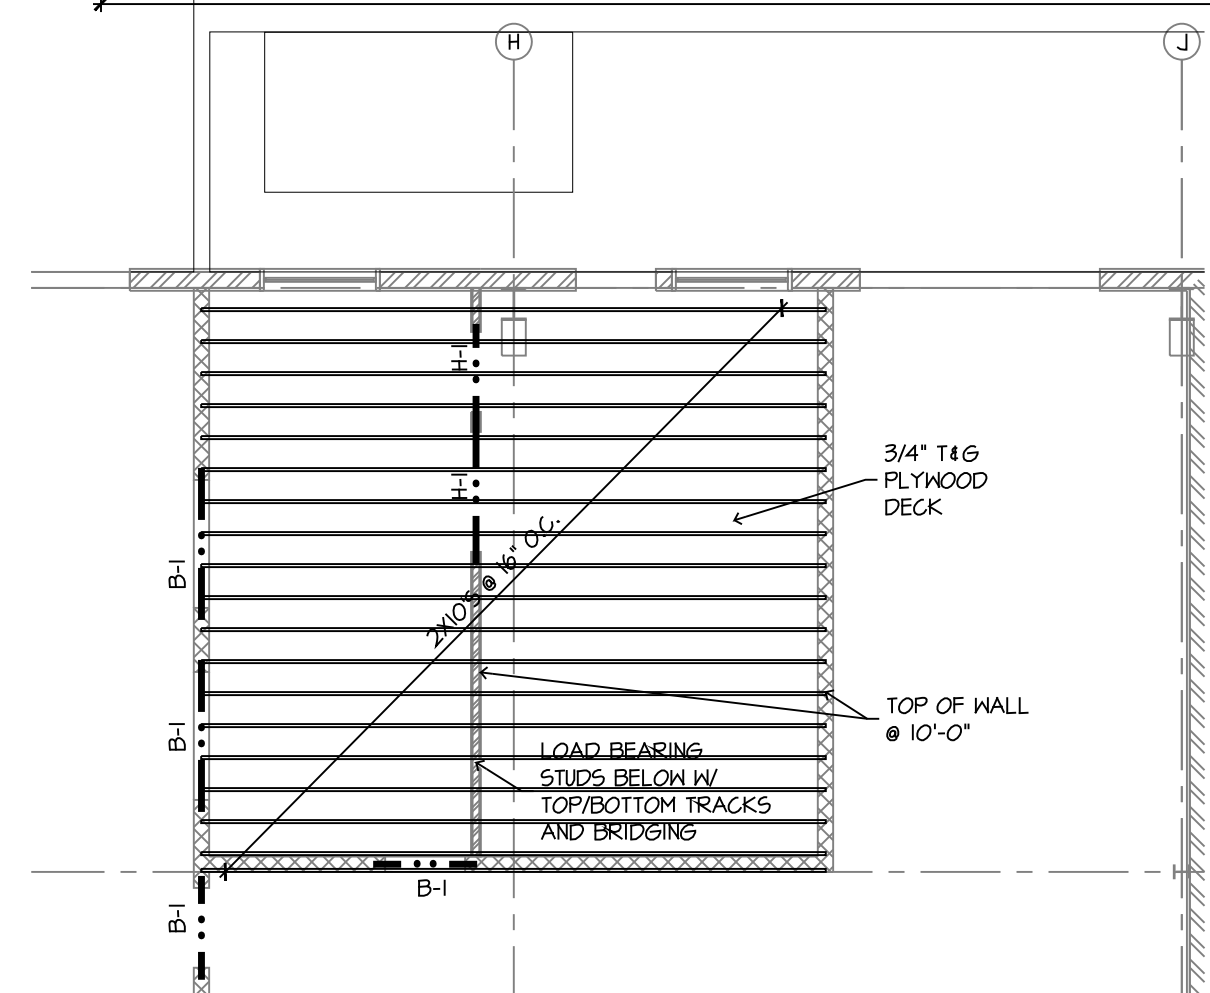 H
J
H-1
3/4" T&G
PLYWOOD
DECK
H-1
2X10'S @ 16" O.C.
B-1
TOP OF WALL
@ 10'-0"
B-1
LOAD BEARING
STUDS BELOW W/
TOP/BOTTOM TRACKS
AND BRIDGING
B-1
B-1